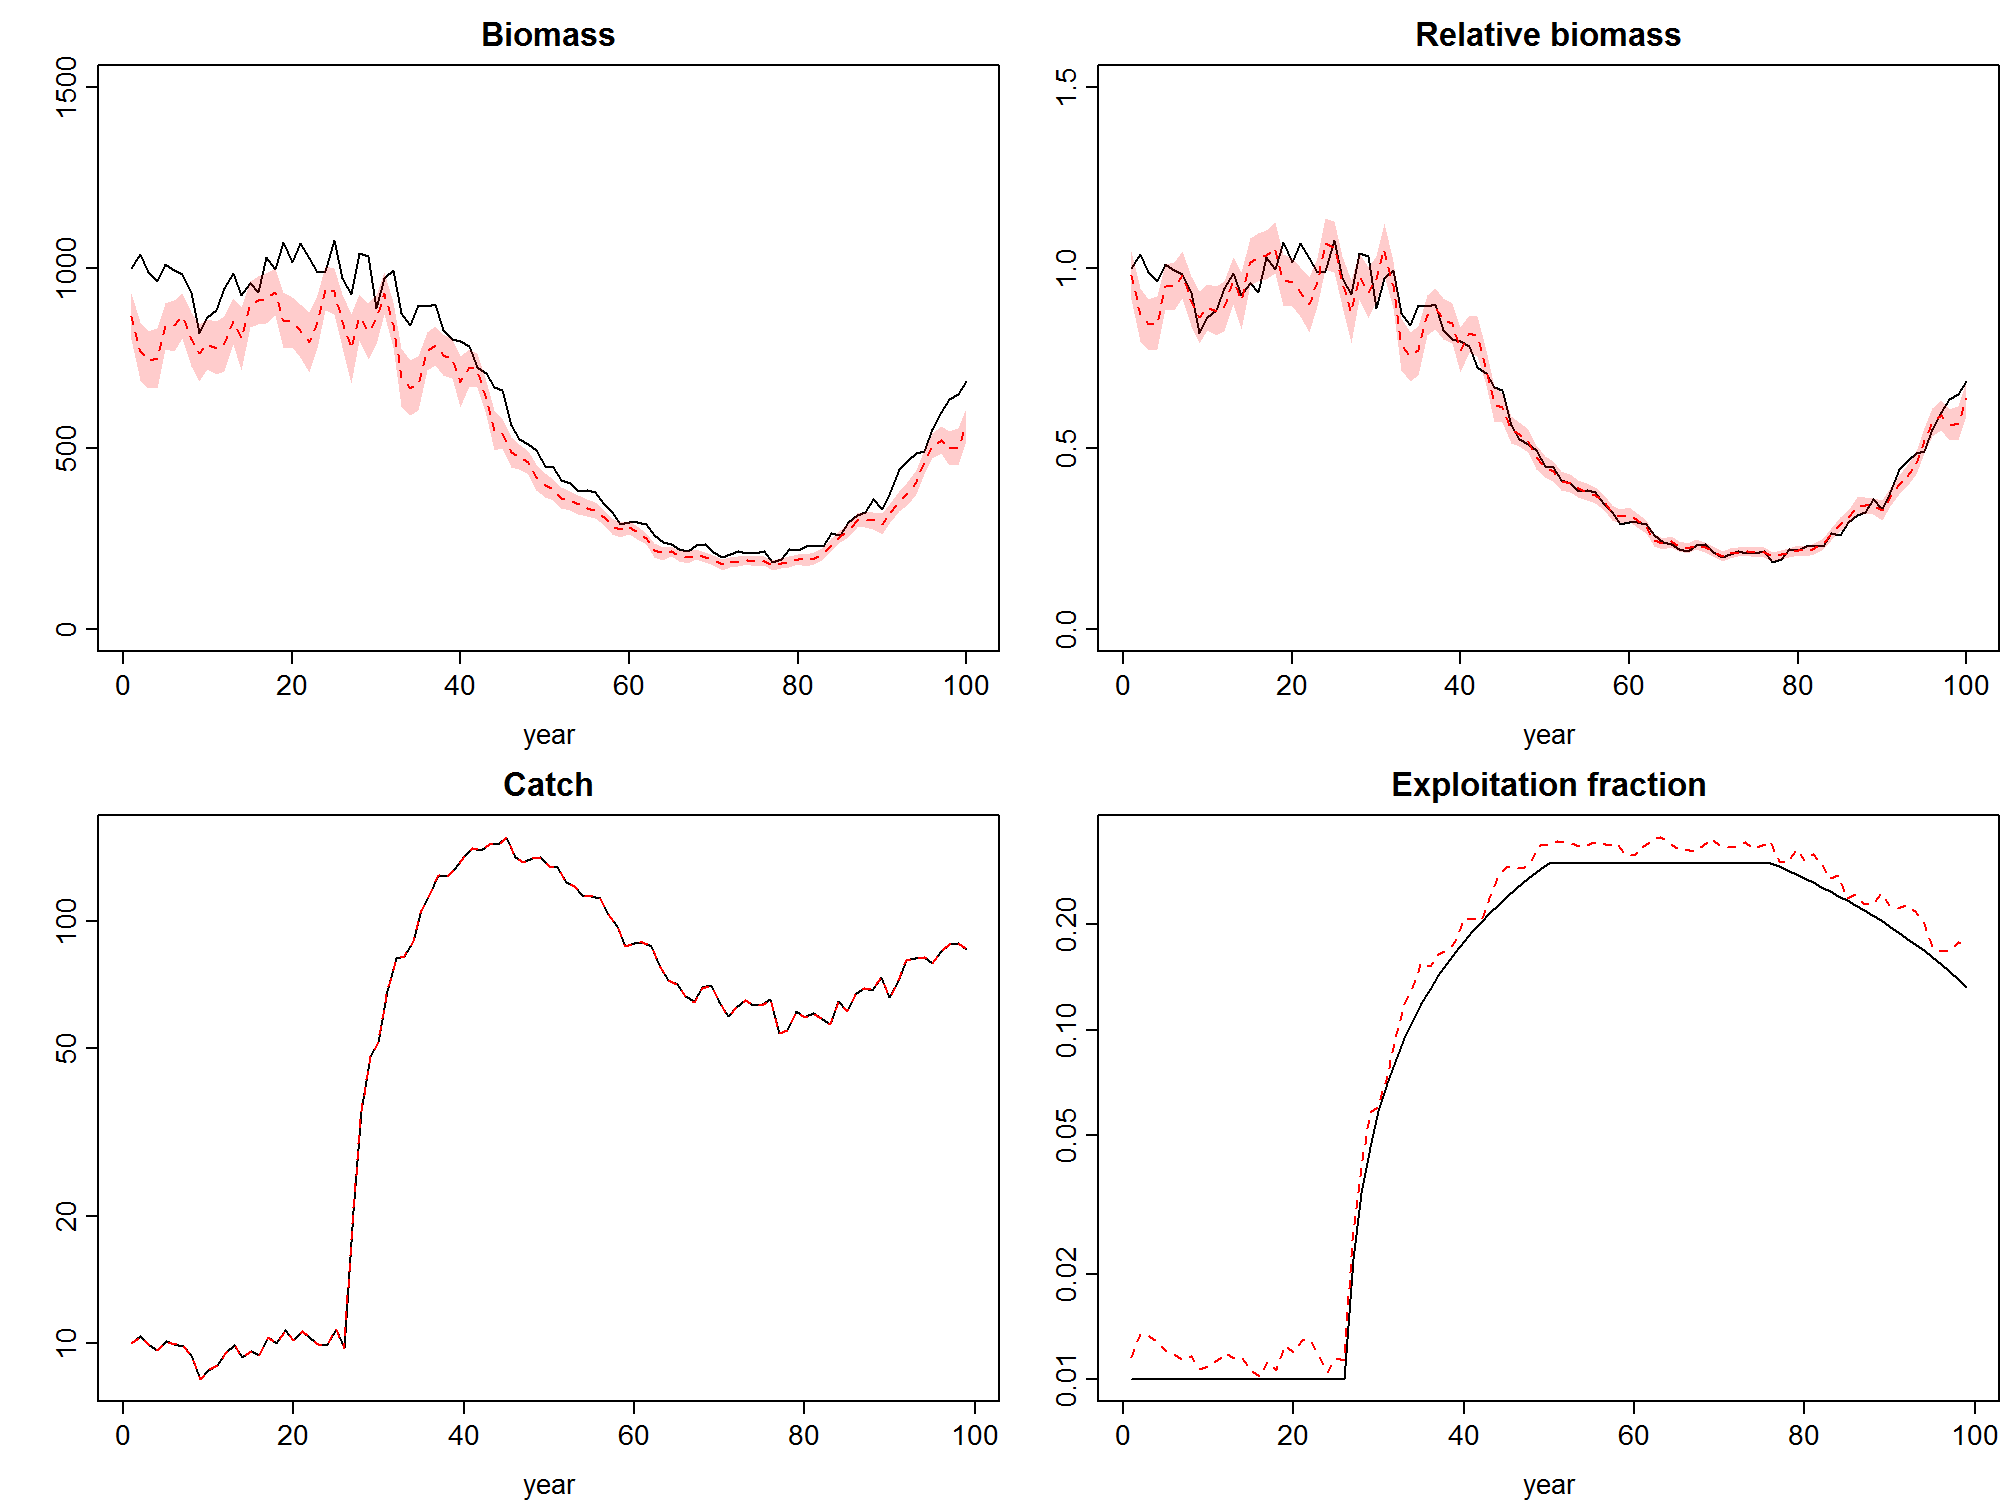 Biomass
1500
1000
500
0
0 20 40 60 80 100
year
Relative biomass
1.5
1.0
0.5
0.0
0 20 40 60 80 100
year
Catch
100
50
20
10
0 20 40 60 80 100
year
Exploitation fraction
0.20
0.10
0.05
0.02
0.01
0 20 40 60 80 100
year